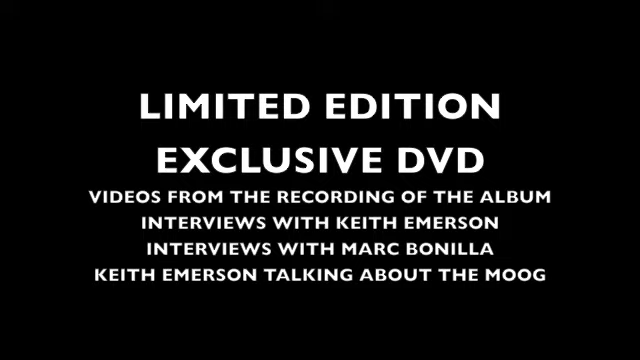 LIMITED EDITION
EXCLUSIVE DVD
VIDEOS FROM THE RECORDING OF THE ALBUM
INTERVIEWS WITH KEITH EMERSON
INTERVIEWS WITH MARC BONILLA
KEITH EMERSON TALKING ABOUT THE MOOG